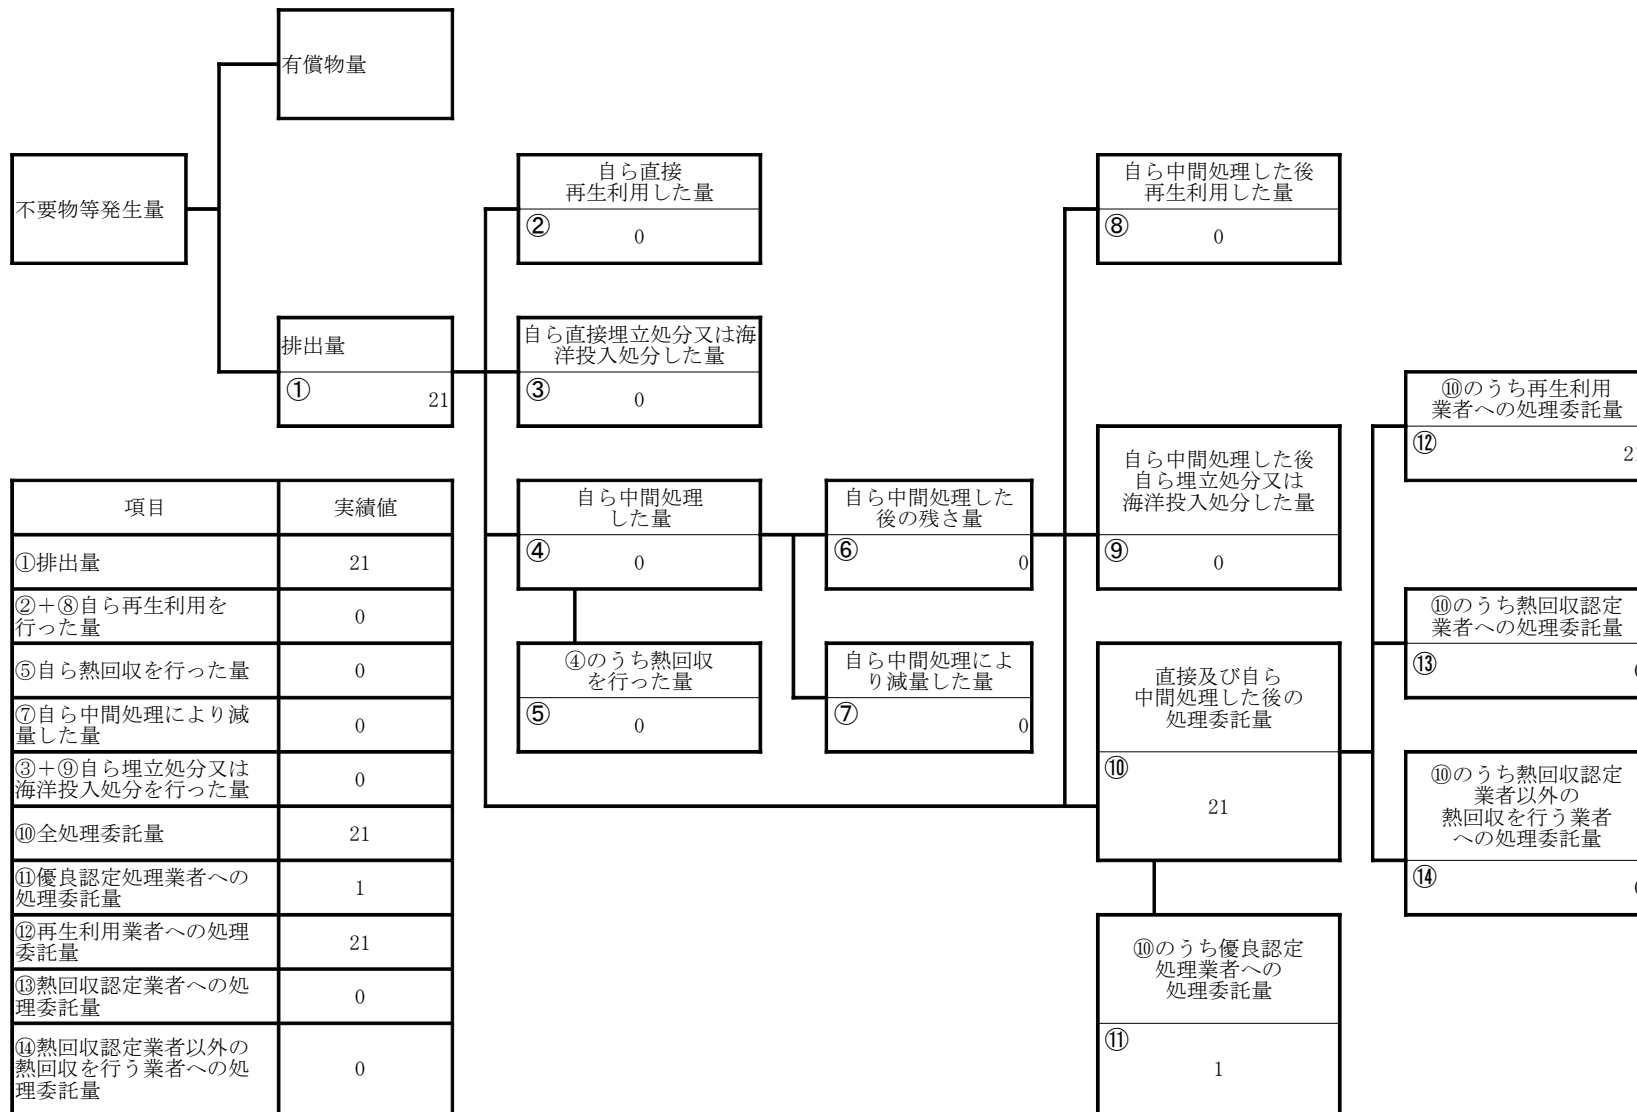 有償物量
不要物等発生量
自ら直接
再生利用した量
②
0
自ら中間処理した後
再生利用した量
⑧
0
排出量
①
21
自ら直接埋立処分又は海
洋投入処分した量
③
0
⑩のうち再生利用
業者への処理委託量
⑫
自ら中間処理した後
自ら埋立処分又は
海洋投入処分した量
⑨
0
自ら中間処理
した量
④
0
自ら中間処理した
後の残さ量
⑥
0
⑩のうち熱回収認定
業者への処理委託量
⑬
④のうち熱回収
を行った量
⑤
0
自ら中間処理によ
り減量した量
⑦
0
直接及び自ら
中間処理した後の
処理委託量
⑩
21
⑩のうち熱回収認定
業者以外の
熱回収を行う業者
への処理委託量
⑭
⑩のうち優良認定
処理業者への
処理委託量
⑪
1
項目 実績値
①排出量 21
②＋⑧自ら再生利用を
行った量 0
⑤自ら熱回収を行った量 0
⑦自ら中間処理により減
量した量 0
③＋⑨自ら埋立処分又は
海洋投入処分を行った量 0
⑩全処理委託量 21
⑪優良認定処理業者への
処理委託量 1
⑫再生利用業者への処理
委託量 21
⑬熱回収認定業者への処
理委託量 0
⑭熱回収認定業者以外の
熱回収を行う業者への処
理委託量 0